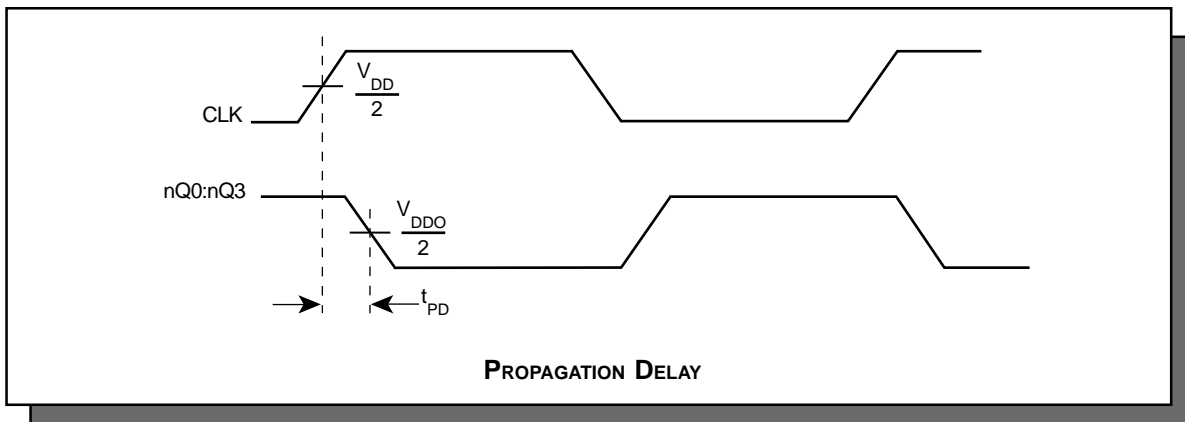 V DD
2
CLK
nQ0:nQ3
V DDO
2
t PD
PROPAGATION DELAY